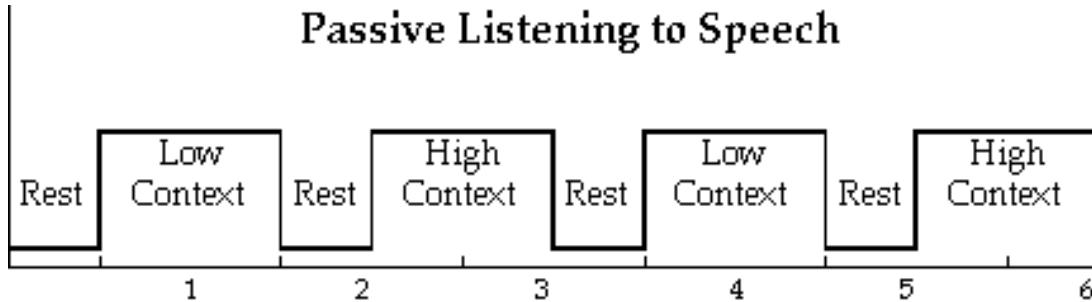 Passive Listening to Speech
Low High Low High
Rest Context Rest Context Rest Context Rest Context
1 2 3 4 5 6